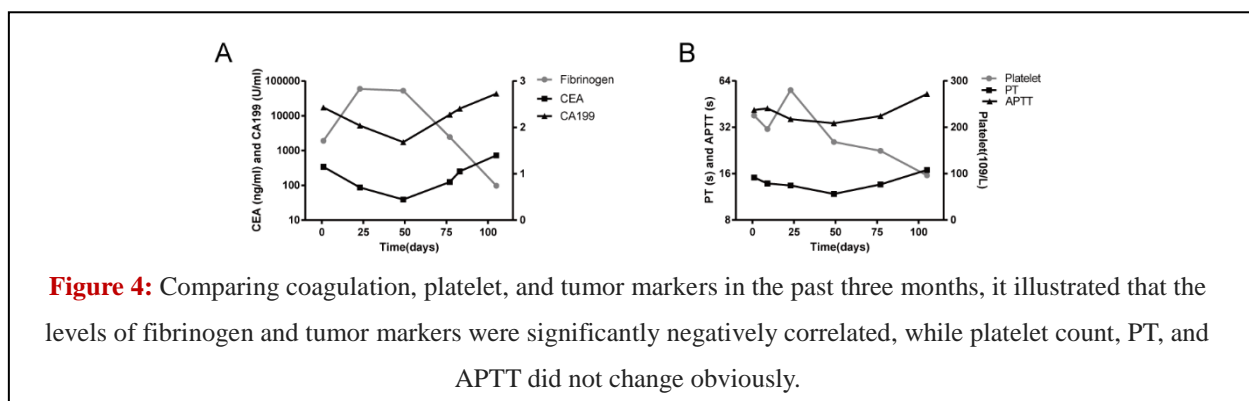 A
B
100000
10000
1000
100
10
CEA (ng/ml) and CA199 (U/ml)
3
2
1
0
0 25 50 75 100
Time(days)
Fibrinogen
CEA
CA199
64
32
16
8
PT (s) and APTT (s)
300
200
100
0
Platelet(109/L)
0 25 50 75 100
Time(days)
Platelet
PT
APTT
Figure 4: Comparing coagulation, platelet, and tumor markers in the past three months, it illustrated that the
levels of fibrinogen and tumor markers were significantly negatively correlated, while platelet count, PT, and
APTT did not change obviously.